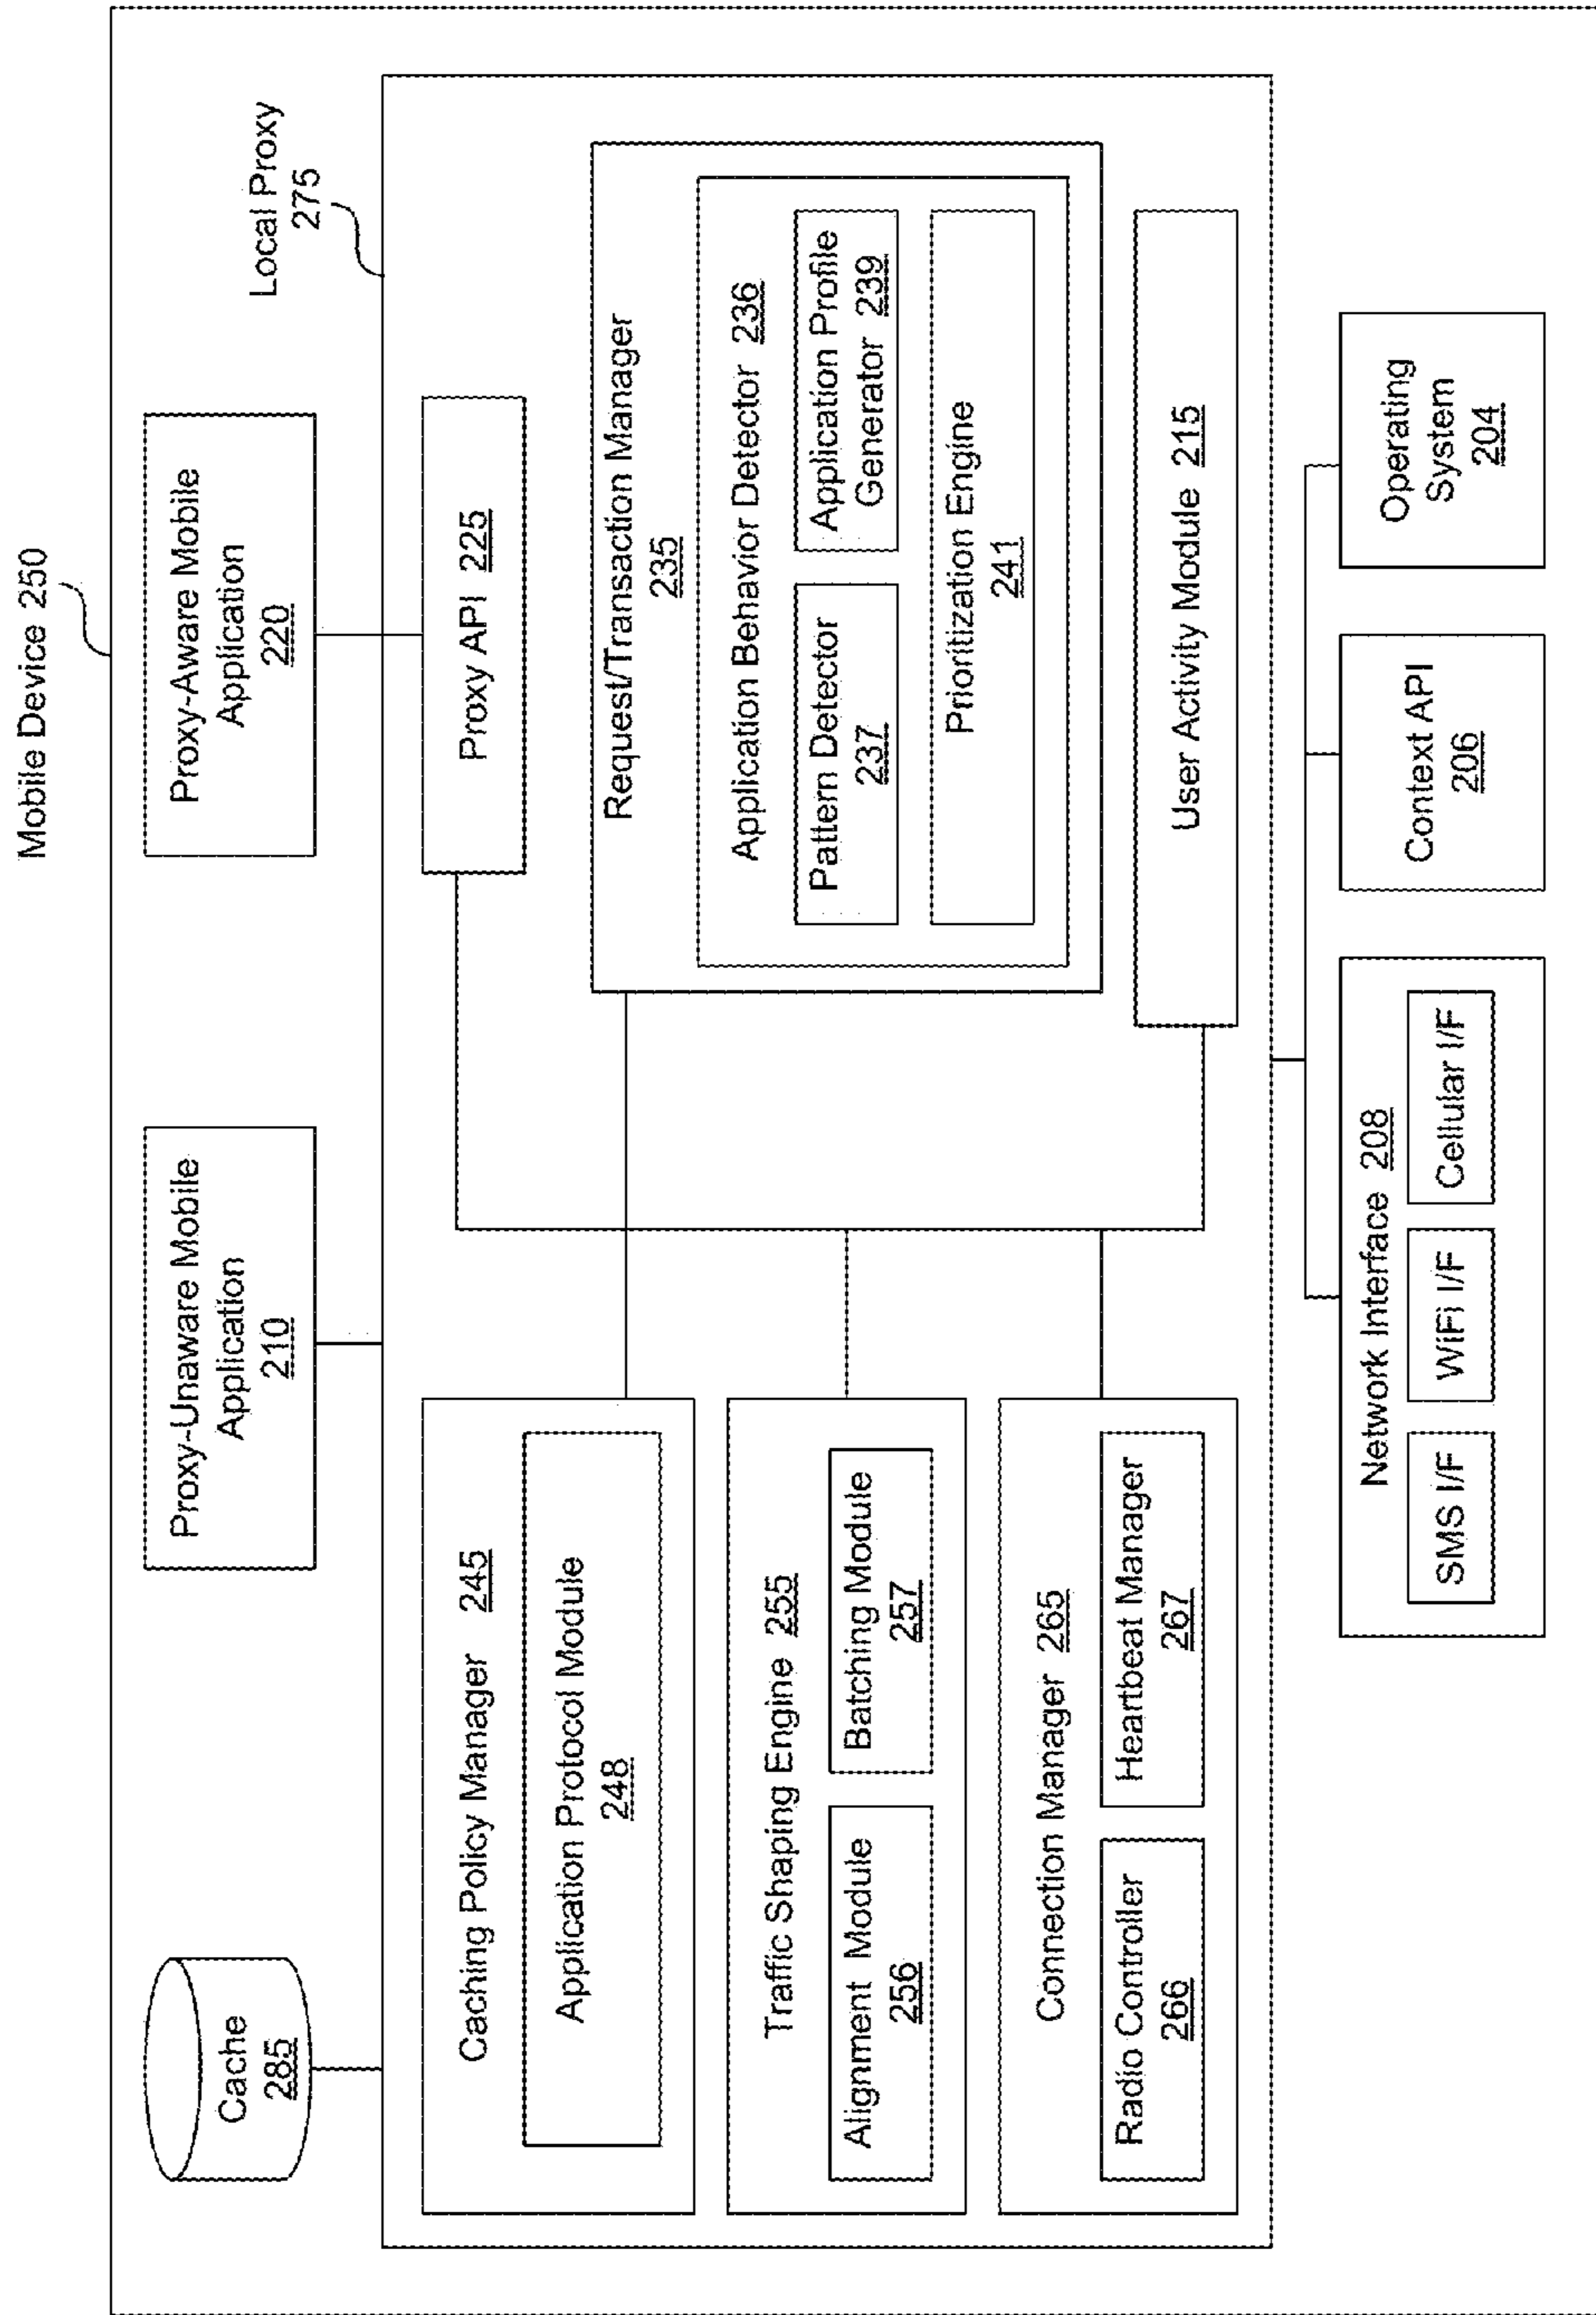 Mobile Device 250
Cache
285
Proxy-Unaware Mobile
Application
210
Proxy-Aware Mobile
Application
220
Local Proxy
275
Caching Policy Manager 245
Application Protocol Module
248
Traffic Shaping Engine 255
Alignment Module
256
Batching Module
257
Connection Manager 265
Radio Controller
266
Heartbeat Manager
267
Proxy API 225
Request/Transaction Manager
235
Application Behavior Detector 236
Pattern Detector
237
Application Profile
Generator 239
Prioritization Engine
241
User Activity Module 215
Network Interface 208
SMS I/F
WiFi I/F
Cellular I/F
Context API
206
Operating
System
204